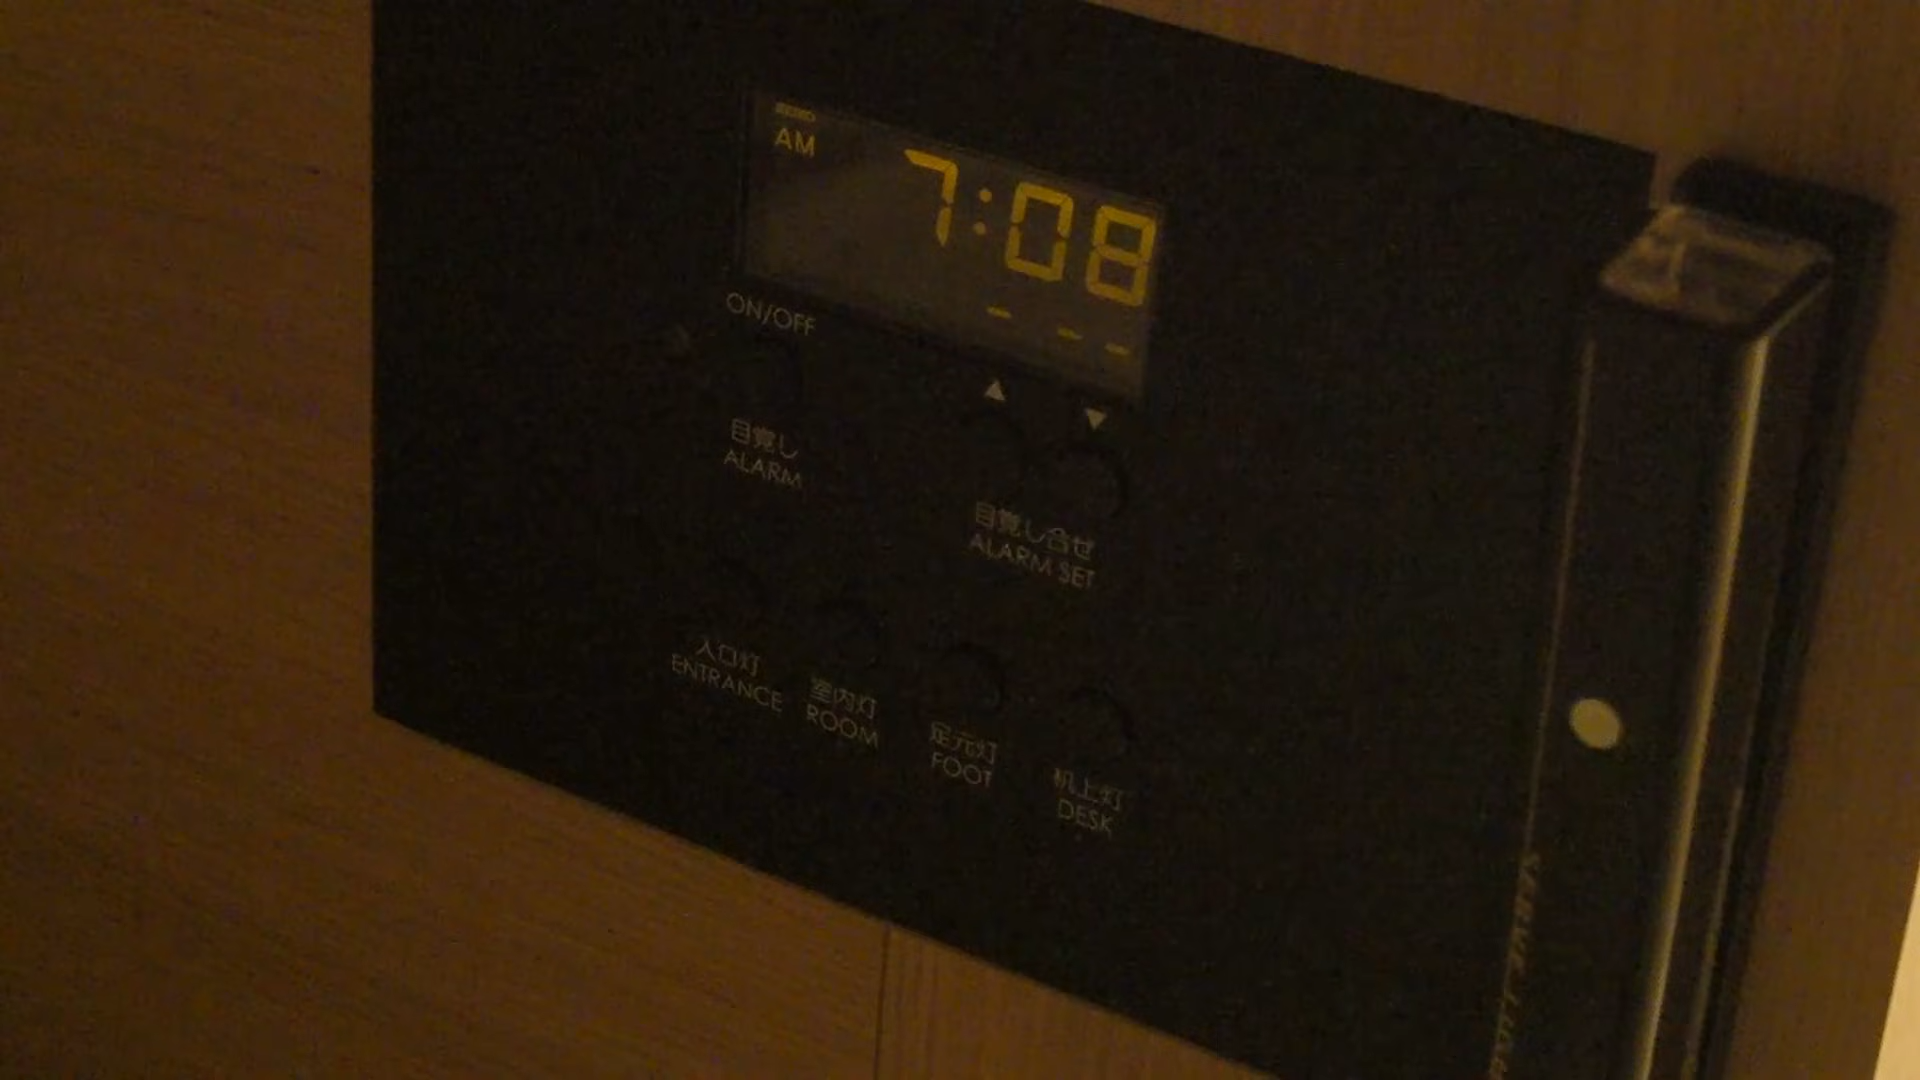 SEIKO
AM 7:08
- - -
ON/OFF
▲ ▼
目覚し
ALARM
目覚し合せ
ALARM SET
入口灯
ENTRANCE
室内灯
ROOM
足元灯
FOOT
机上灯
DESK